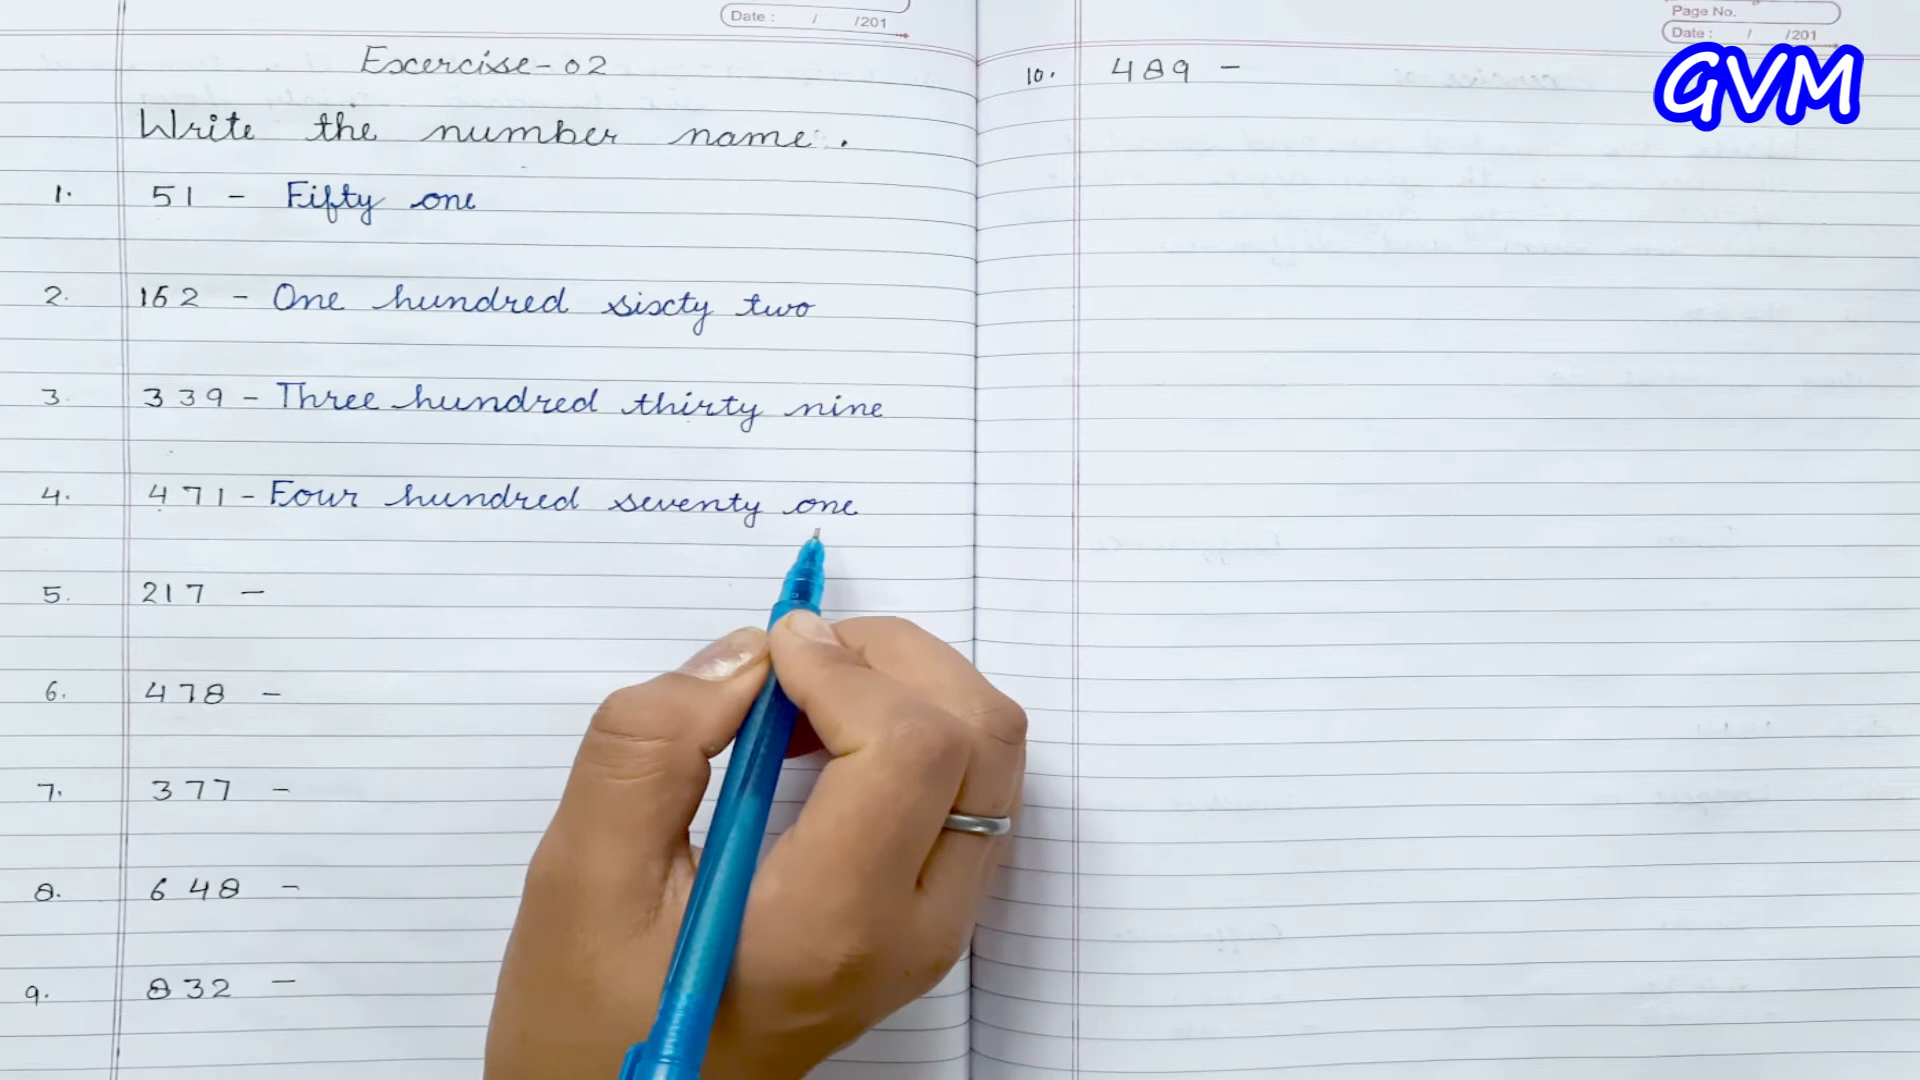 Date : / /201
Excercise-02
Write the number name.
1. 51 - Fifty one
2. 162 - One hundred sixty two
3. 339 - Three hundred thirty nine
4. 471 - Four hundred seventy one
5. 217 -
6. 478 -
7. 377 -
8. 648 -
9. 832 -
Page No.
Date : / /201
GVM
10. 489 -